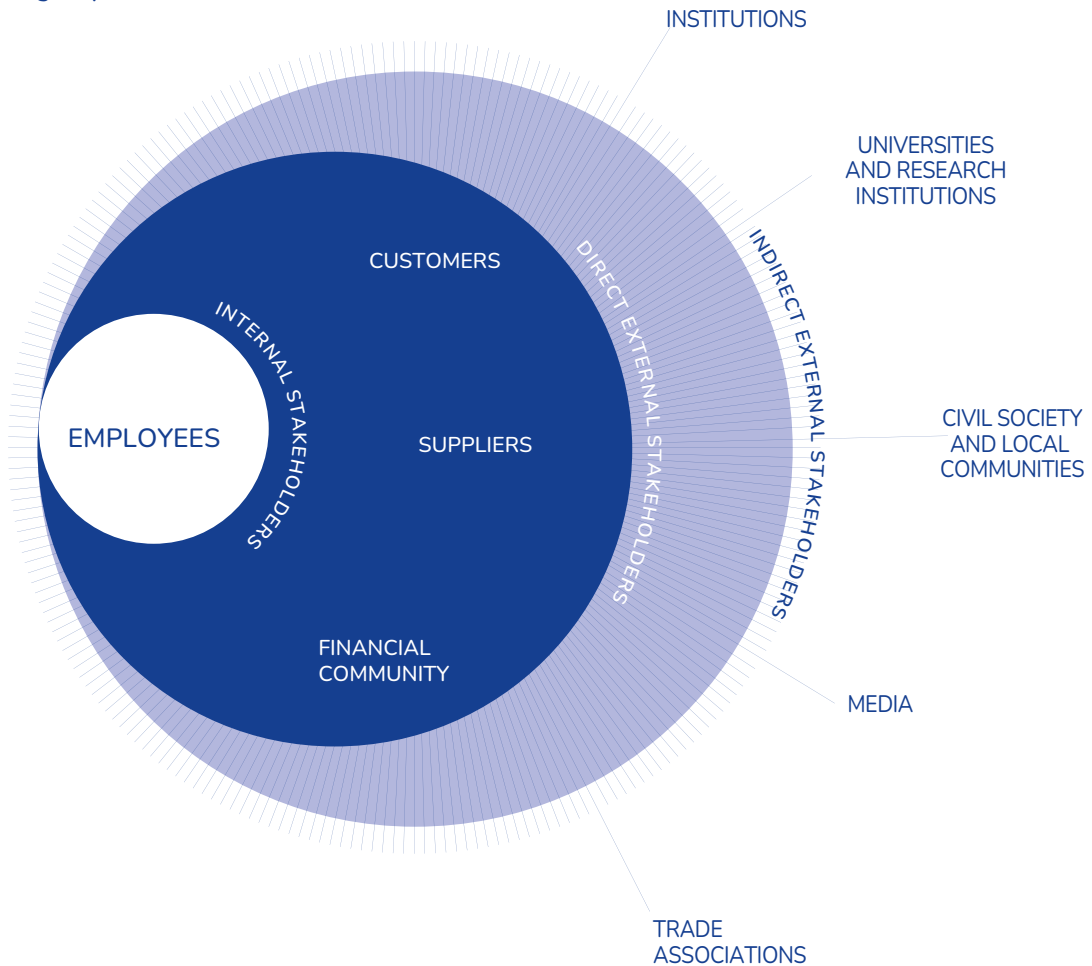 INSTITUTIONS
UNIVERSITIES
AND RESEARCH
INSTITUTIONS
CUSTOMERS
DIRECT EXTERNAL STAKEHOLDERS
INDIRECT EXTERNAL STAKEHOLDERS
INTERNAL STAKEHOLDERS
EMPLOYEES
SUPPLIERS
CIVIL SOCIETY
AND LOCAL
COMMUNITIES
FINANCIAL
COMMUNITY
MEDIA
TRADE
ASSOCIATIONS